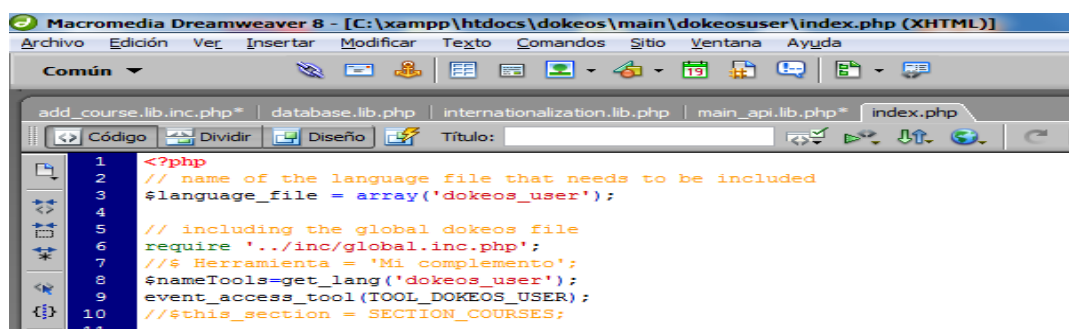 Macromedia Dreamweaver 8 - [C:\xampp\htdocs\dokeos\main\dokeosuser\index.php (XHTML)]
Archivo Edición Ver Insertar Modificar Texto Comandos Sitio Ventana Ayuda
Común
19
add_course.lib.inc.php* database.lib.php internationalization.lib.php main_api.lib.php* index.php
Código Dividir Diseño Título:
1 <?php
2 // name of the language file that needs to be included
3 $language_file = array('dokeos_user');
4
5 // including the global dokeos file
6 require '../inc/global.inc.php';
7 //$ Herramienta = 'Mi complemento';
8 $nameTools=get_lang('dokeos_user');
9 event_access_tool(TOOL_DOKEOS_USER);
10 //$this_section = SECTION_COURSES;
11